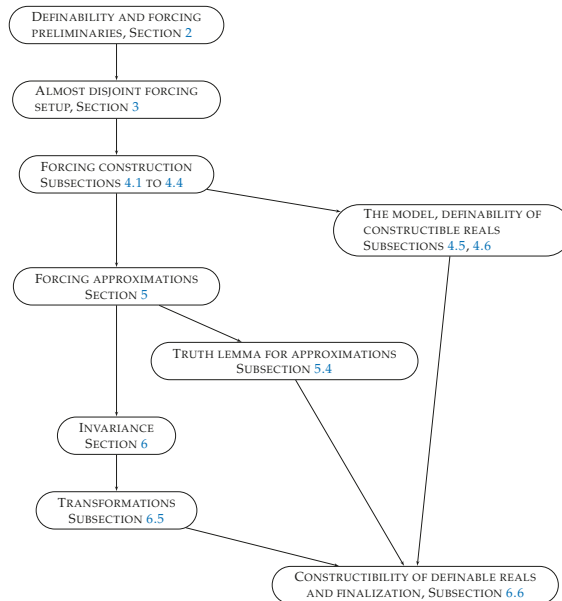 DEFINABILITY AND FORCING
PRELIMINARIES, SECTION 2
ALMOST DISJOINT FORCING
SETUP, SECTION 3
FORCING CONSTRUCTION
SUBSECTIONS 4.1 TO 4.4
THE MODEL, DEFINABILITY OF
CONSTRUCTIBLE REALS
SUBSECTIONS 4.5, 4.6
FORCING APPROXIMATIONS
SECTION 5
TRUTH LEMMA FOR APPROXIMATIONS
SUBSECTION 5.4
INVARIANCE
SECTION 6
TRANSFORMATIONS
SUBSECTION 6.5
CONSTRUCTIBILITY OF DEFINABLE REALS
AND FINALIZATION, SUBSECTION 6.6